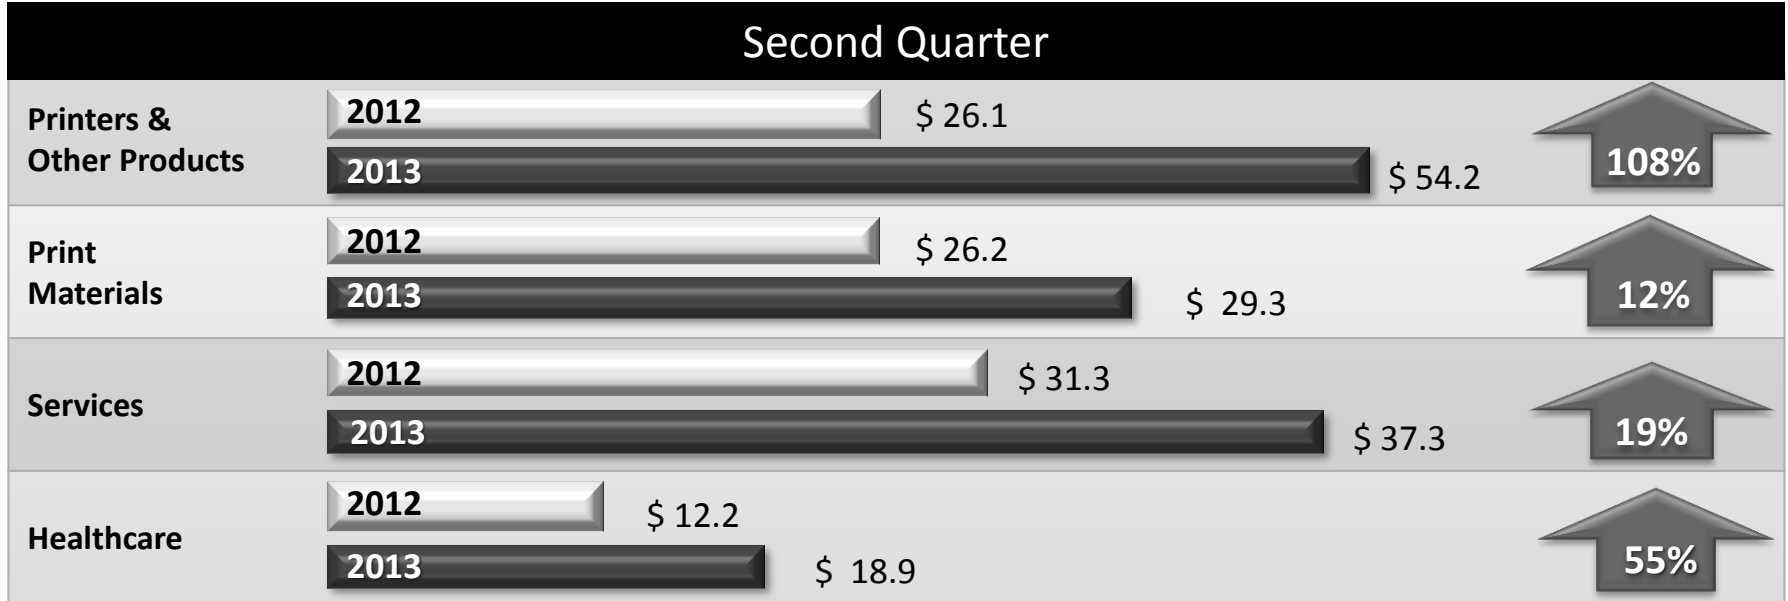 Second Quarter
Printers &
Other Products
2012
$ 26.1
2013
$ 54.2
108%
Print
Materials
2012
$ 26.2
2013
$ 29.3
12%
Services
2012
$ 31.3
2013
$ 37.3
19%
Healthcare
2012
$ 12.2
2013
$ 18.9
55%